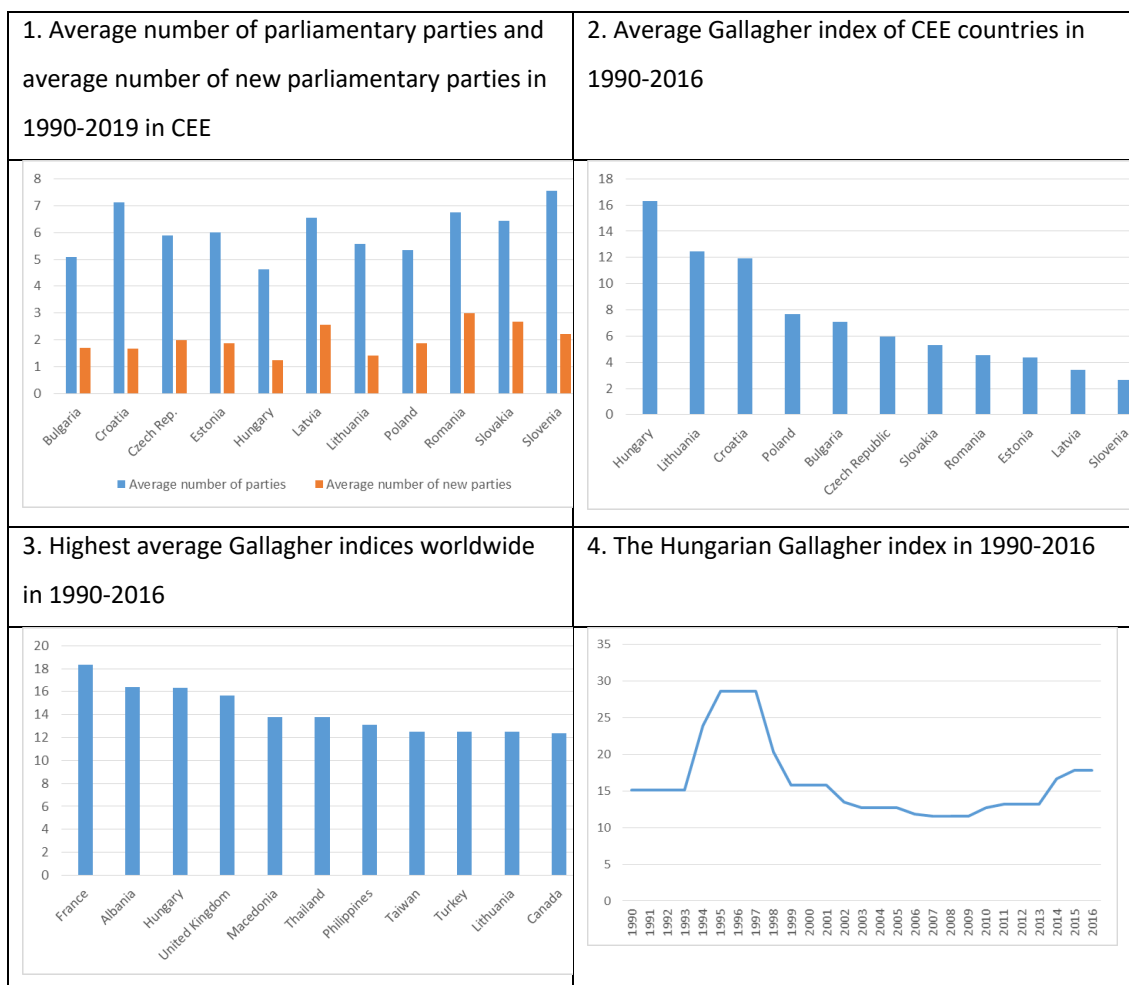 1. Average number of parliamentary parties and
average number of new parliamentary parties in
1990-2019 in CEE
2. Average Gallagher index of CEE countries in
1990-2016
8
7
6
5
4
3
2
1
0
Bulgaria
Croatia
Czech Rep.
Estonia
Hungary
Latvia
Lithuania
Poland
Romania
Slovakia
Slovenia
Average number of parties
Average number of new parties
18
16
14
12
10
8
6
4
2
0
Hungary
Lithuania
Croatia
Poland
Bulgaria
Czech Republic
Slovakia
Romania
Estonia
Latvia
Slovenia
3. Highest average Gallagher indices worldwide
in 1990-2016
4. The Hungarian Gallagher index in 1990-2016
20
18
16
14
12
10
8
6
4
2
0
France
Albania
Hungary
United Kingdom
Macedonia
Thailand
Philippines
Taiwan
Turkey
Lithuania
Canada
35
30
25
20
15
10
5
0
1990
1991
1992
1993
1994
1995
1996
1997
1998
1999
2000
2001
2002
2003
2004
2005
2006
2007
2008
2009
2010
2011
2012
2013
2014
2015
2016